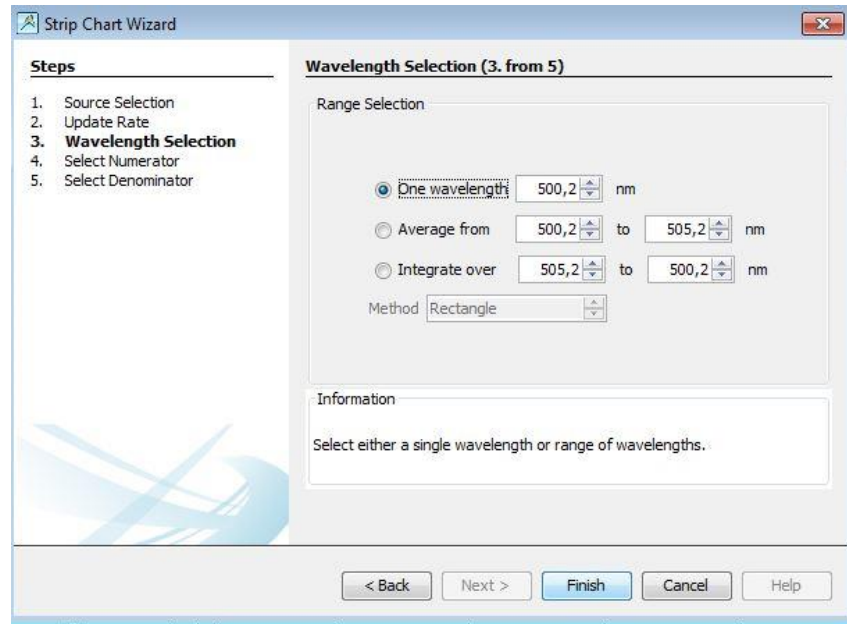 Strip Chart Wizard
Steps
1. Source Selection
2. Update Rate
3. Wavelength Selection
4. Select Numerator
5. Select Denominator
Wavelength Selection (3. from 5)
Range Selection
One wavelength 500,2 nm
Average from 500,2 to 505,2 nm
Integrate over 505,2 to 500,2 nm
Method Rectangle
Information
Select either a single wavelength or range of wavelengths.
< Back Next > Finish Cancel Help